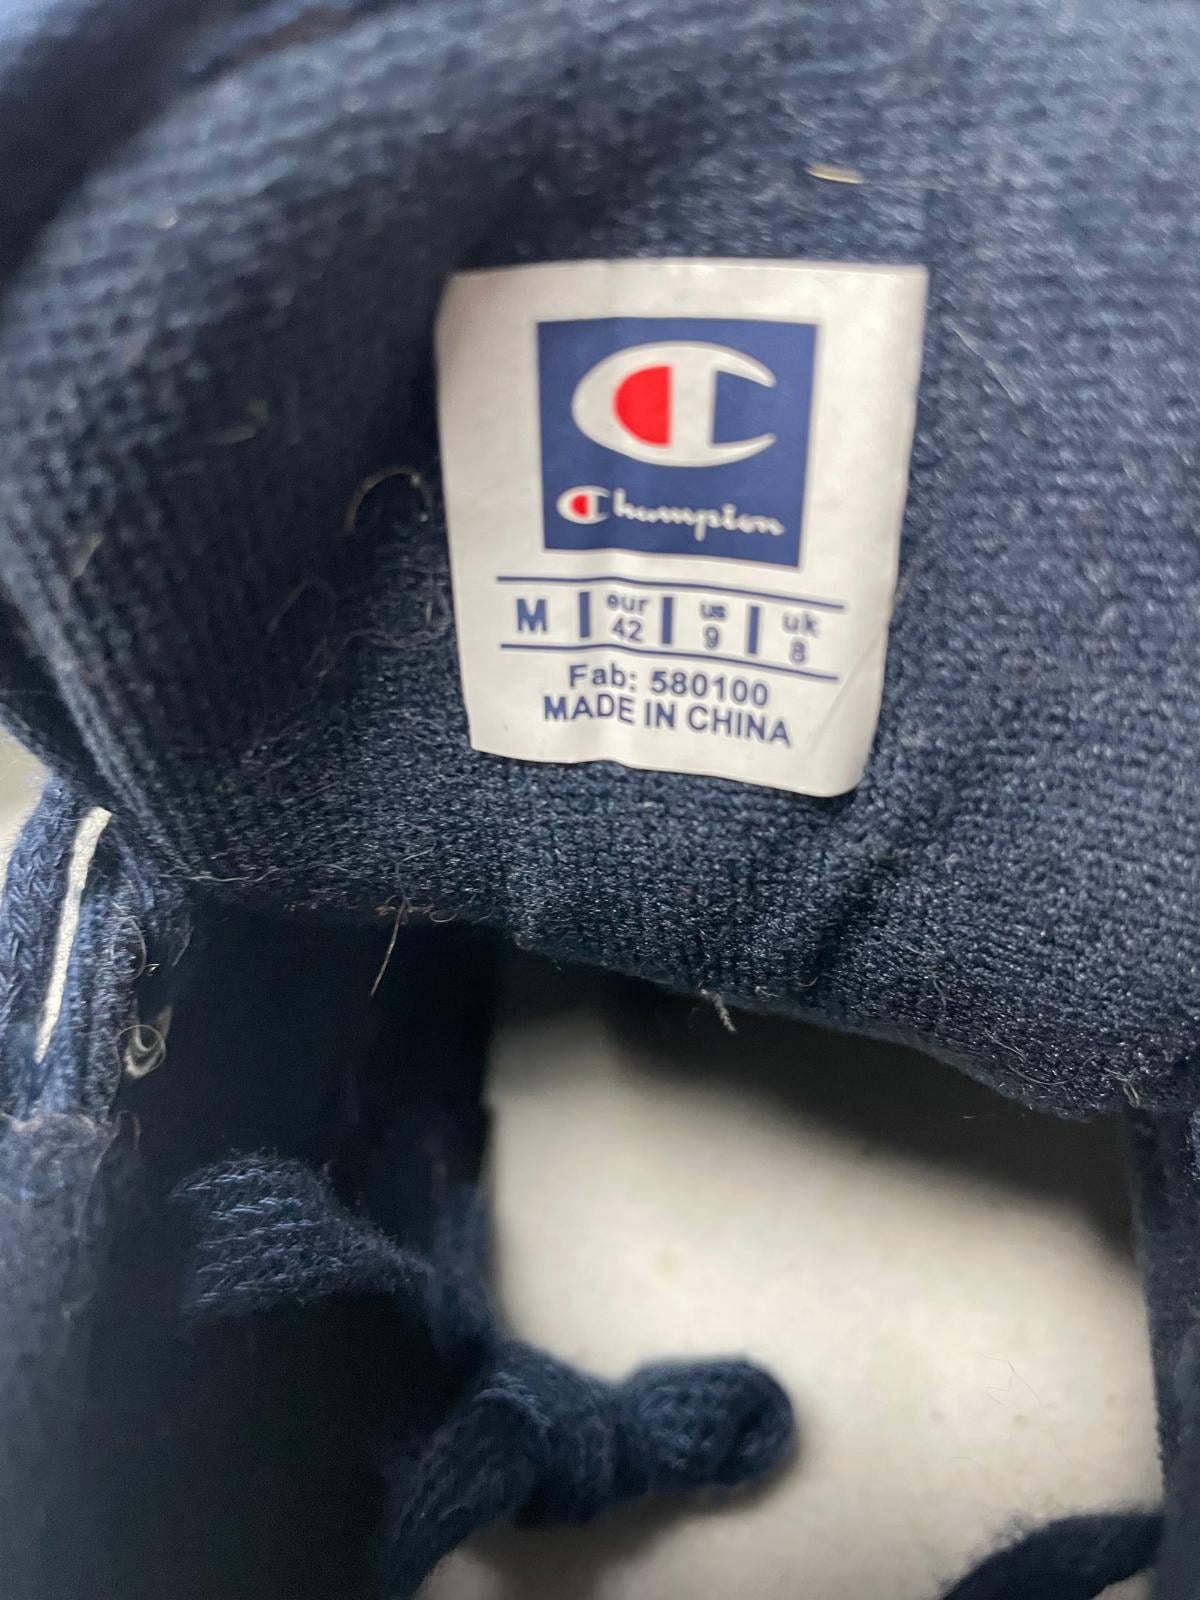 Champion
M | eur 42 | us 9 | uk 8
Fab: 580100
MADE IN CHINA